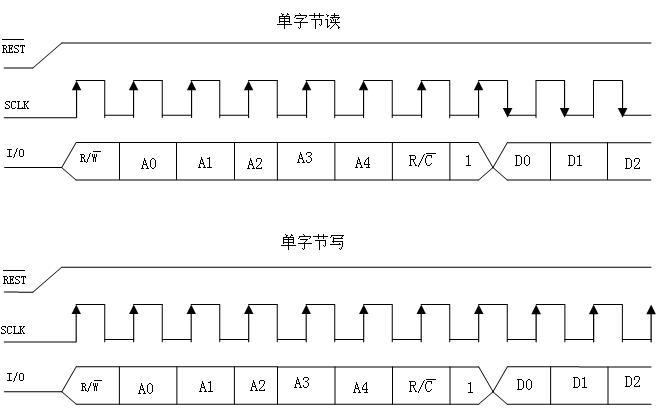 单字节读
REST
SCLK
I/O R/W A0 A1 A2 A3 A4 R/C 1 D0 D1 D2
单字节写
REST
SCLK
I/O R/W A0 A1 A2 A3 A4 R/C 1 D0 D1 D2